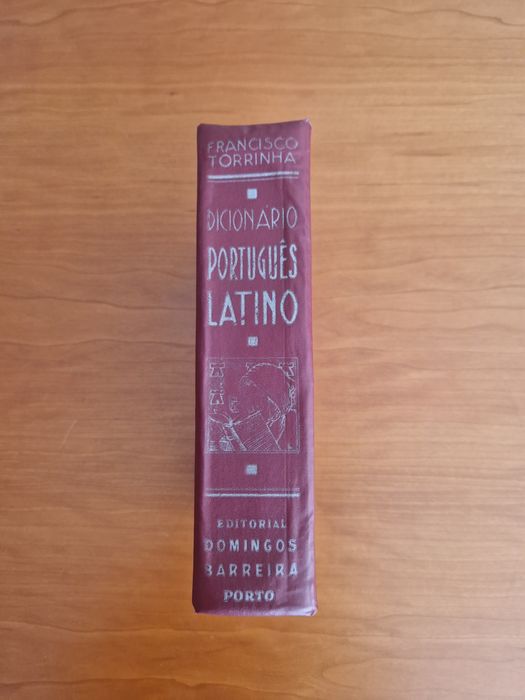 FRANCISCO
TORRINHA
DICIONÁRIO
PORTUGUÊS
LATINO
EDITORIAL
DOMINGOS
BARREIRA
PORTO